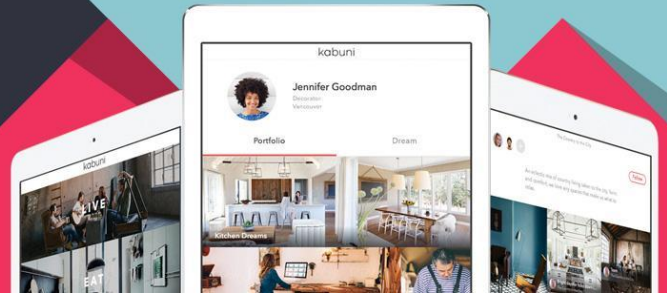 kabuni
Jennifer Goodman
Decorator
Vancouver
Portfolio
Dream
Kitchen Dreams
kabuni
LIVE
EAT
Follow